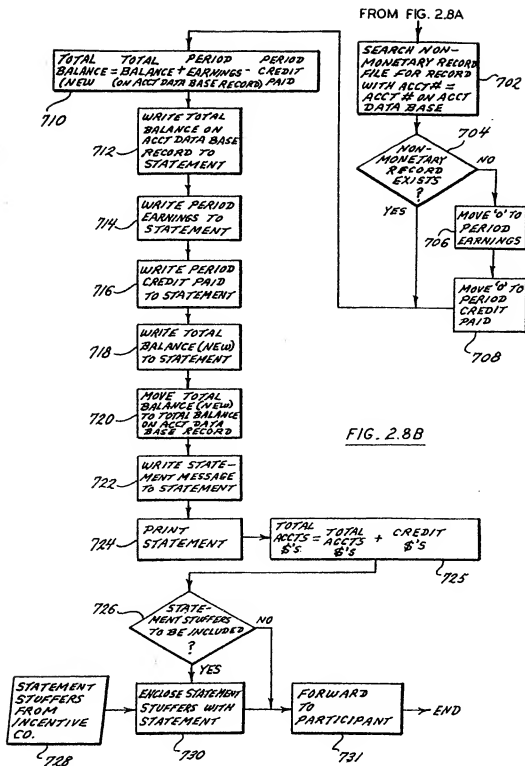 FROM FIG. 2.8A
SEARCH NON-
MONETARY RECORD
FILE FOR RECORD
WITH ACCT# =
ACCT # ON ACCT
DATA BASE
702
704
NON-
MONETARY
RECORD
EXISTS
?
NO
YES
706
MOVE '0' TO
PERIOD
EARNINGS
MOVE '0' TO
PERIOD
CREDIT
PAID
708
TOTAL TOTAL PERIOD PERIOD
BALANCE = BALANCE + EARNINGS - CREDIT
(NEW (ON ACCT DATA BASE RECORD) PAID
710
712
WRITE TOTAL
BALANCE ON
ACCT DATA BASE
RECORD TO
STATEMENT
714
WRITE PERIOD
EARNINGS TO
STATEMENT
716
WRITE PERIOD
CREDIT PAID
TO STATEMENT
718
WRITE TOTAL
BALANCE (NEW)
TO STATEMENT
720
MOVE TOTAL
BALANCE (NEW)
TO TOTAL BALANCE
ON ACCT DATA
BASE RECORD
FIG. 2.8B
722
WRITE STATE-
MENT MESSAGE
TO STATEMENT
724
PRINT
STATEMENT
TOTAL
ACCTS = TOTAL + CREDIT
$'S ACCTS $'S
$'S
725
726
STATE-
MENT STUFFERS
TO BE INCLUDED
?
NO
YES
STATEMENT
STUFFERS
FROM
INCENTIVE
CO.
728
ENCLOSE STATEMENT
STUFFERS WITH
STATEMENT
730
FORWARD
TO
PARTICIPANT
731
END